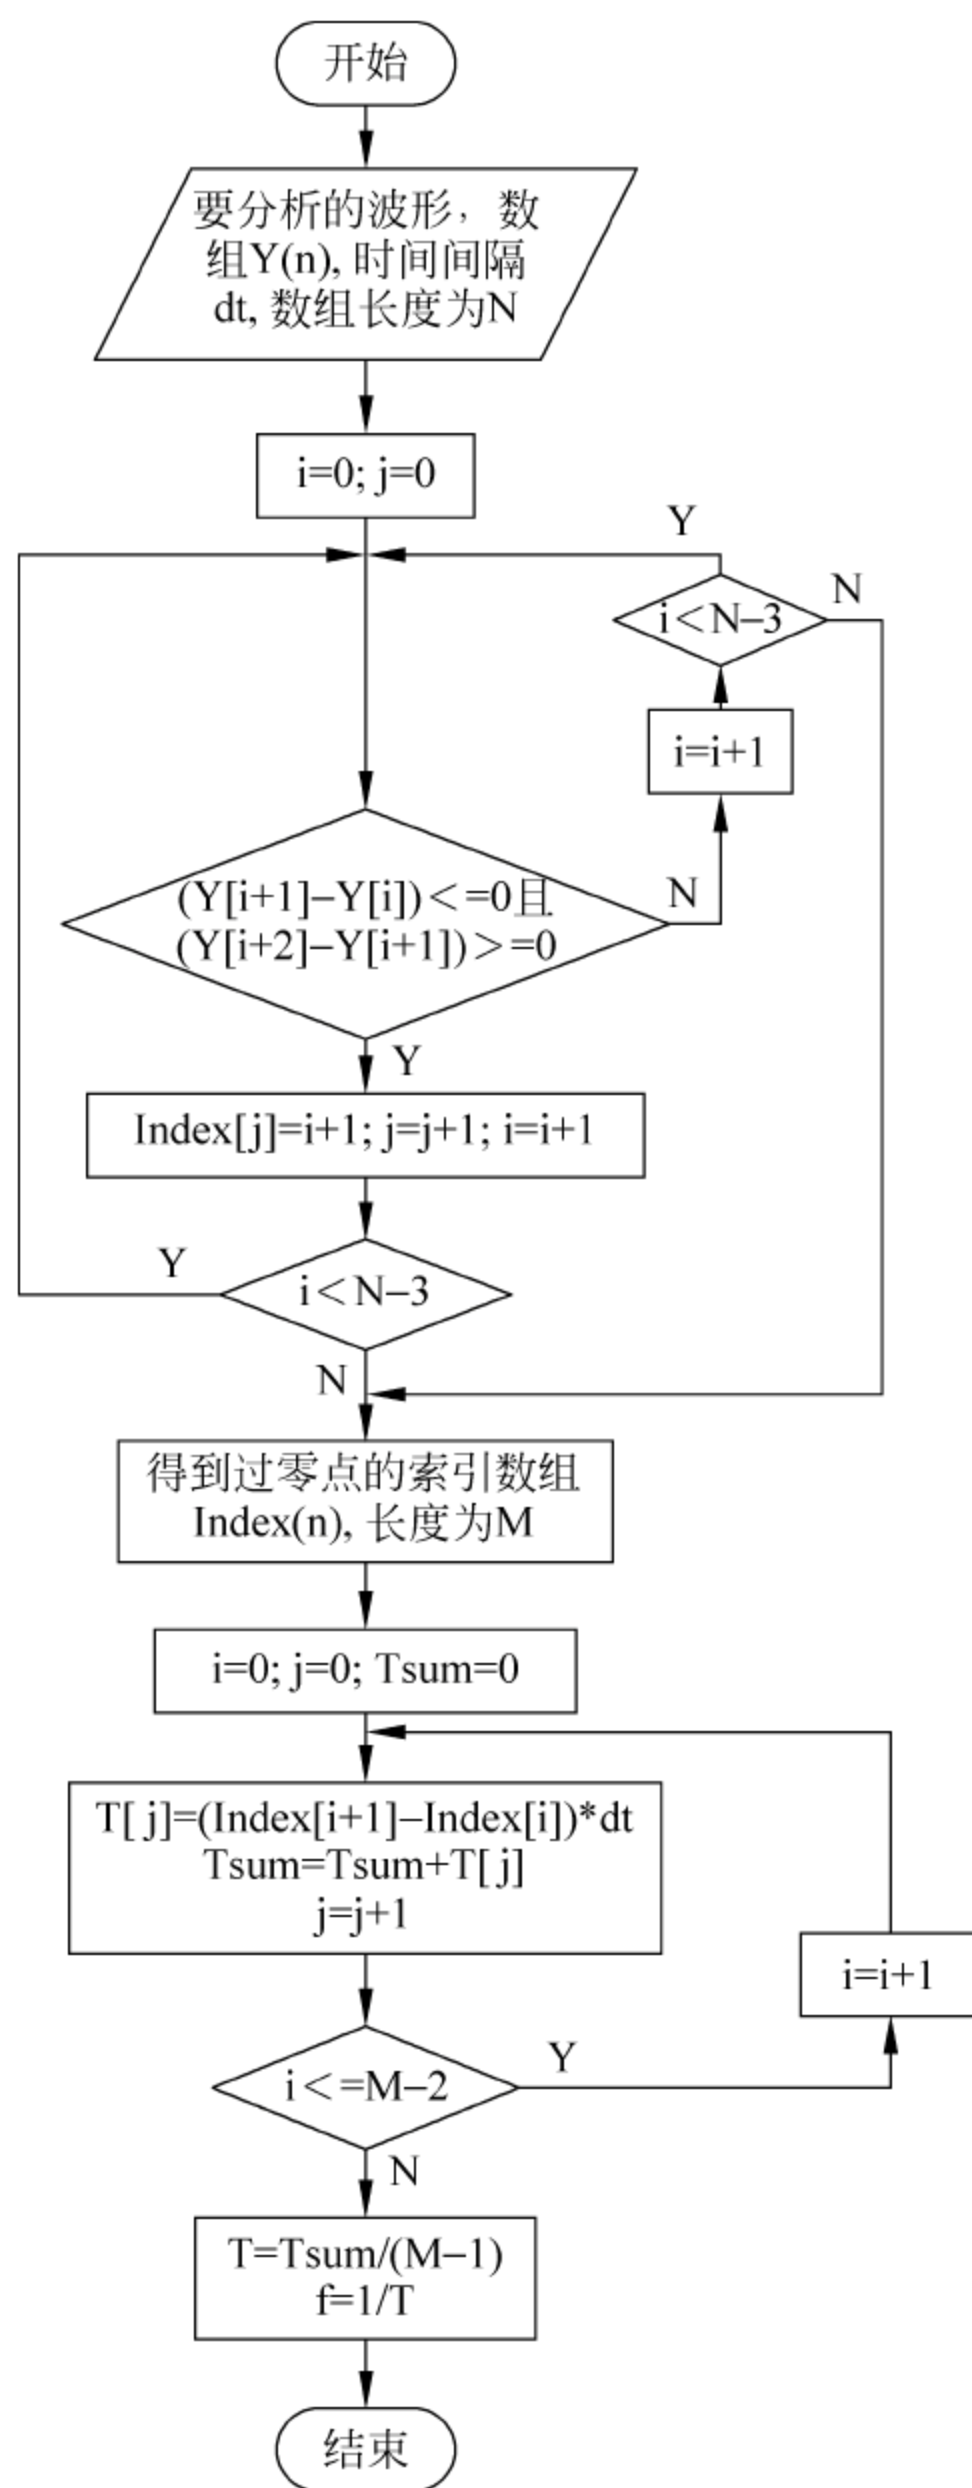 开始
要分析的波形，数
组Y(n), 时间间隔
dt, 数组长度为N
i=0; j=0
Y
i<N–3
N
i=i+1
(Y[i+1]–Y[i])<=0且
(Y[i+2]–Y[i+1])>=0
N
Y
Index[j]=i+1; j=j+1; i=i+1
Y
i<N–3
N
得到过零点的索引数组
Index(n), 长度为M
i=0; j=0; Tsum=0
T[j]=(Index[i+1]–Index[i])*dt
Tsum=Tsum+T[j]
j=j+1
i=i+1
i<=M–2
Y
N
T=Tsum/(M–1)
f=1/T
结束